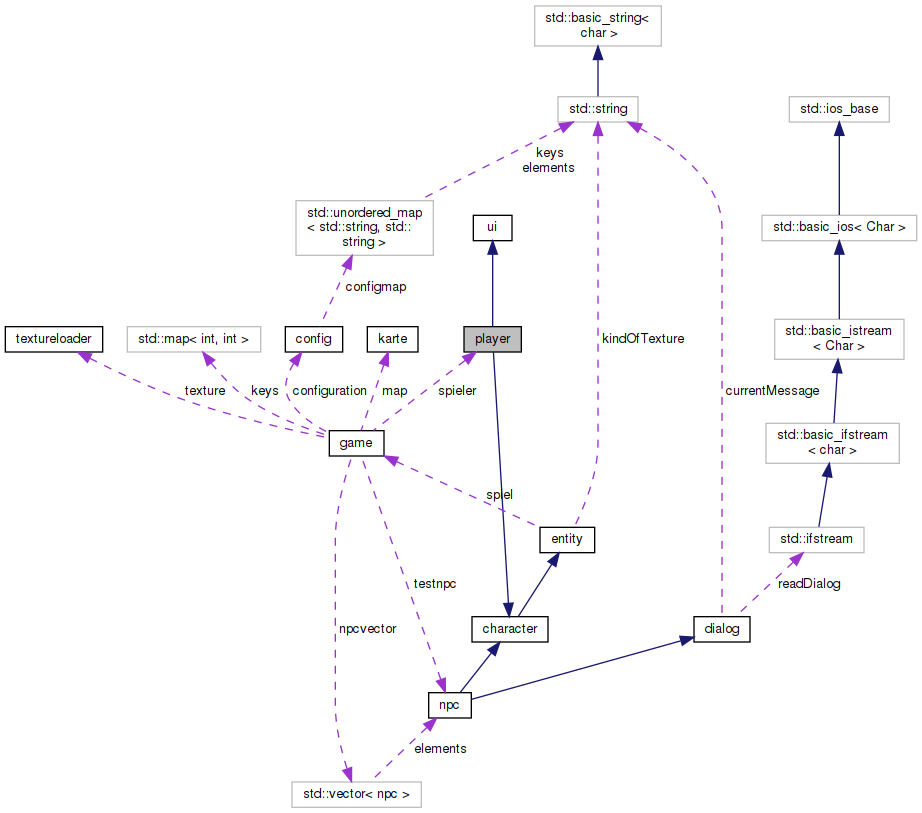 std::basic_string<
char >
std::string
std::ios_base
keys
elements
std::unordered_map
< std::string, std::
string >
ui
std::basic_ios< Char >
configmap
textureloader
std::map< int, int >
config
karte
player
kindOfTexture
std::basic_istream
< Char >
texture
keys
configuration
map
spieler
currentMessage
game
std::basic_ifstream
< char >
spiel
entity
std::ifstream
testnpc
readDialog
npcvector
character
dialog
npc
elements
std::vector< npc >